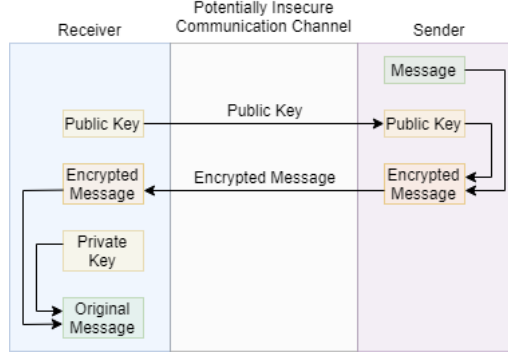 Receiver
Potentially Insecure
Communication Channel
Sender
Message
Public Key
Public Key
Public Key
Encrypted
Message
Encrypted Message
Encrypted
Message
Private
Key
Original
Message